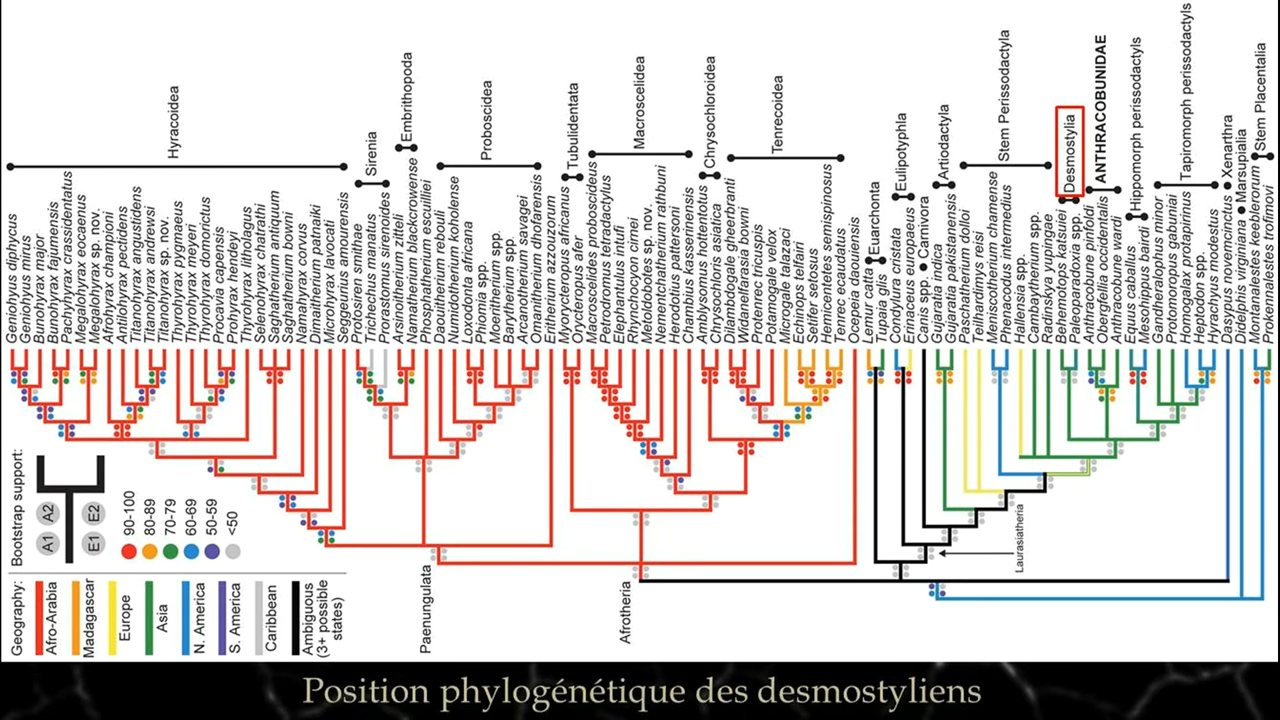 Hyracoidea
Sirenia
Embrithopoda
Proboscidea
Tubulidentata
Macroscelidea
Chrysochloroidea
Tenrecoidea
Euarchonta
Eulipotyphla
Carnivora
Artiodactyla
Stem Perissodactyla
Desmostylia
ANTHRACOBUNIDAE
Hippomorph perissodactyls
Tapiromorph perissodactyls
Xenarthra
Marsupialia
Stem Placentalia
Geniohyus diphycus
Geniohyus mirus
Bunohyrax major
Bunohyrax fajumensis
Pachyhyrax crassidentatus
Megalohyrax eocaenus
Megalohyrax sp. nov.
Afrohyrax championi
Antilohyrax pectidens
Titanohyrax angustidens
Titanohyrax andrewsi
Titanohyrax sp. nov.
Thyrohyrax pygmaeus
Thyrohyrax meyeri
Thyrohyrax domorictus
Procavia capensis
Prohyrax hendeyi
Thyrohyrax litholagus
Selenohyrax chatrathi
Saghatherium antiquum
Saghatherium bowni
Namahyrax corvus
Dimaitherium patnaiki
Microhyrax lavocati
Seggeurius amourensis
Protosiren smithae
Trichechus manatus
Prorastomus sirenoides
Arsinoitherium zitteli
Namatherium blackcrowense
Phosphatherium escuilliei
Daouitherium rebouli
Numidotherium koholense
Loxodonta africana
Phiomia spp.
Moeritherium spp.
Barytherium spp.
Arcanotherium savagei
Omanitherium dhofarensis
Eritherium azzouzorum
Myorycteropus africanus
Orycteropus afer
Macroscelides proboscideus
Petrodromus tetradactylus
Elephantulus intufi
Rhynchocyon cirnei
Metoldobotes sp. nov.
Nementchatherium rathbuni
Herodotius pattersoni
Chambius kasserinensis
Amblysomus hottentotus
Chrysochloris asiatica
Dilambdogale gheerbranti
Widanelfarasia bowni
Protenrec tricuspis
Potamogale velox
Microgale talazaci
Echinops telfairi
Setifer setosus
Hemicentetes semispinosus
Tenrec ecaudatus
Ocepeia daouiensis
Lemur catta
Tupaia glis
Condylura cristata
Erinaceus europaeus
Canis spp.
Gujaratia indica
Gujaratia pakistanensis
Paschatherium dolloi
Teilhardimys reisi
Meniscotherium chamense
Phenacodus intermedius
Hallensia spp.
Cambaytherium spp.
Radinskya yupingae
Behemotops katsuiei
Paleoparadoxia spp.
Anthracobune pinfoldi
Obergfellia occidentalis
Anthracobune wardi
Equus caballus
Mesohippus bairdi
Gandheralophus minor
Protomoropus gabuniai
Homogalax protapirinus
Heptodon spp.
Hyrachyus modestus
Dasypus novemcinctus
Didelphis virginiana
Montanalestes keeblerorum
Prokennalestes trofimovi
Bootstrap support:
A1 A2
E1 E2
90-100
80-89
70-79
60-69
50-59
<50
Geography:
Afro-Arabia
Madagascar
Europe
Asia
N. America
S. America
Caribbean
Ambiguous
(3+ possible
states)
Paenungulata
Afrotheria
Laurasiatheria
Position phylogénétique des desmostyliens